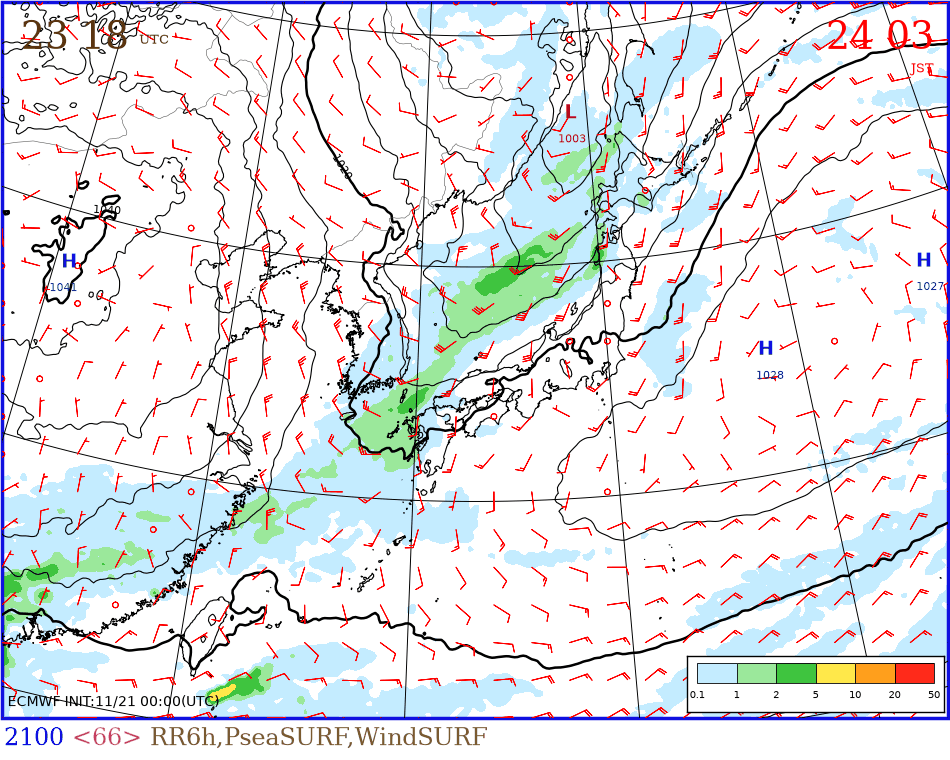 23 18 UTC
24 03
JST
L
1003
1020
1040
H
1041
H
1027
H
1028
0.1 1 2 5 10 20 50
ECMWF INIT:11/21 00:00(UTC)
2100 <66> RR6h,PseaSURF,WindSURF